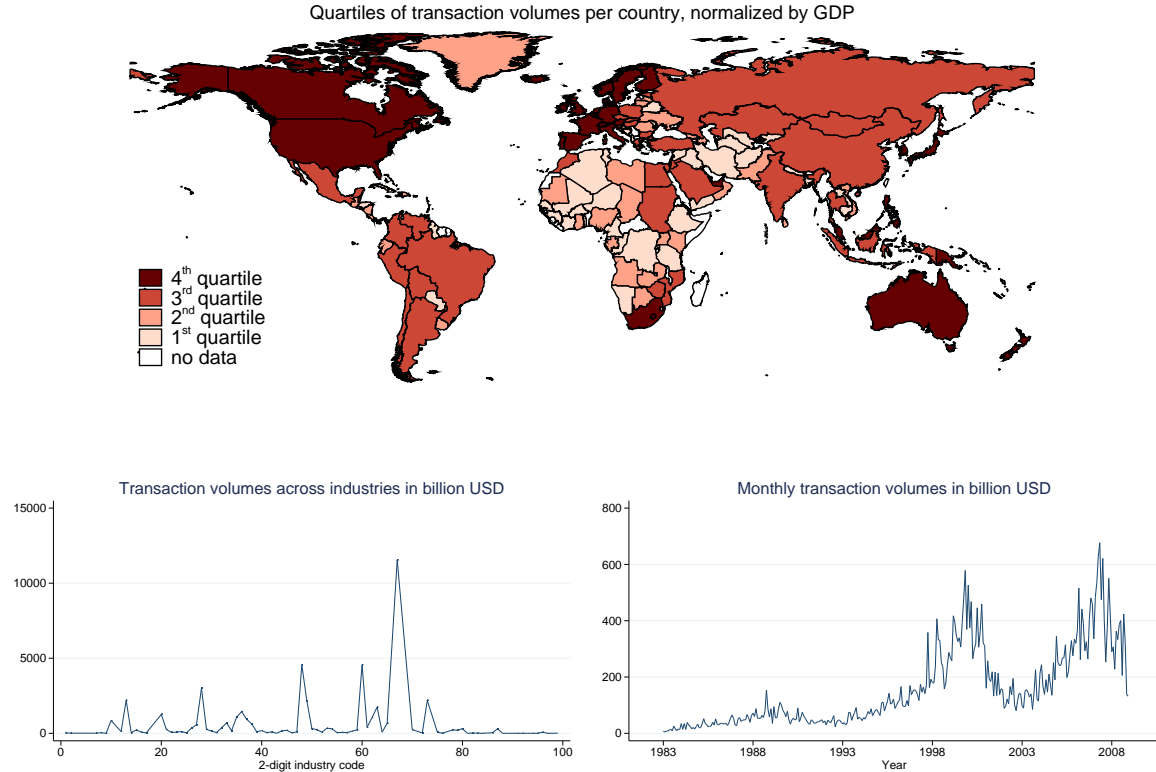 Quartiles of transaction volumes per country, normalized by GDP
4th quartile
3rd quartile
2nd quartile
1st quartile
no data
Transaction volumes across industries in billion USD
15000
10000
5000
0
0 20 40 60 80 100
2-digit industry code
Monthly transaction volumes in billion USD
800
600
400
200
0
1983 1988 1993 1998 2003 2008
Year